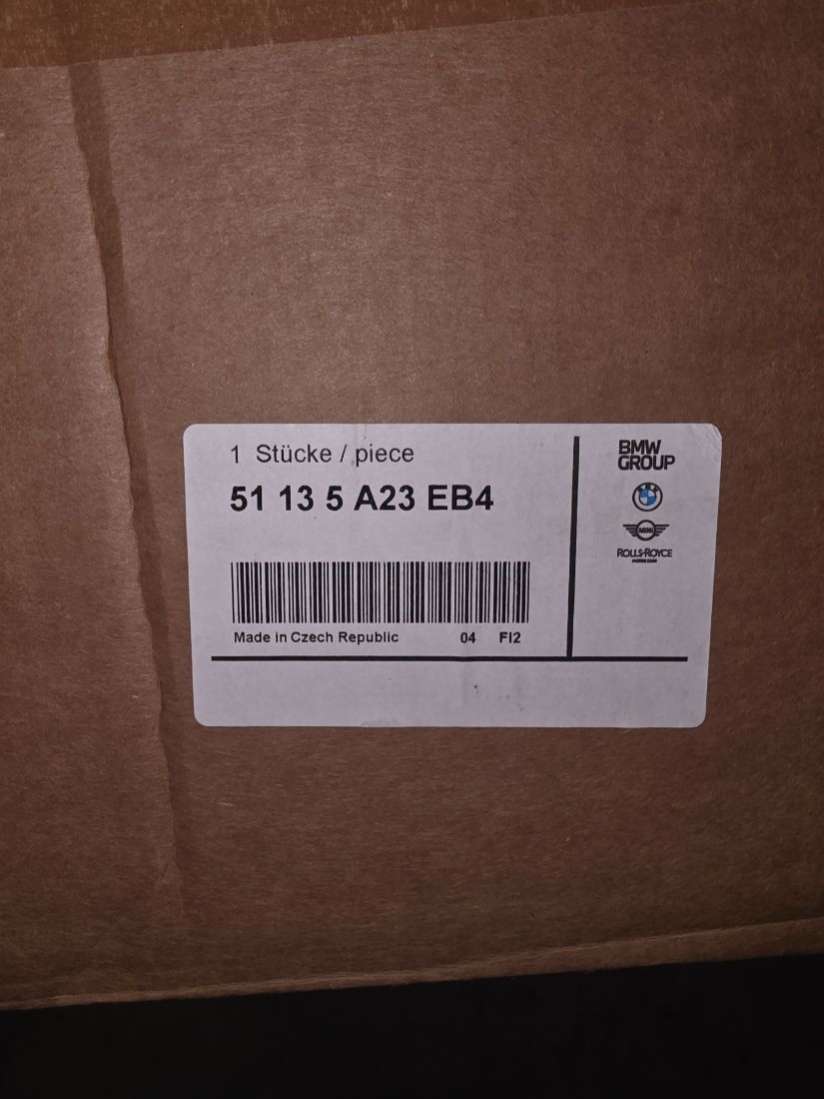 1 Stücke / piece
51 13 5 A23 EB4
Made in Czech Republic 04 FI2
BMW
GROUP
MINI
ROLLS-ROYCE